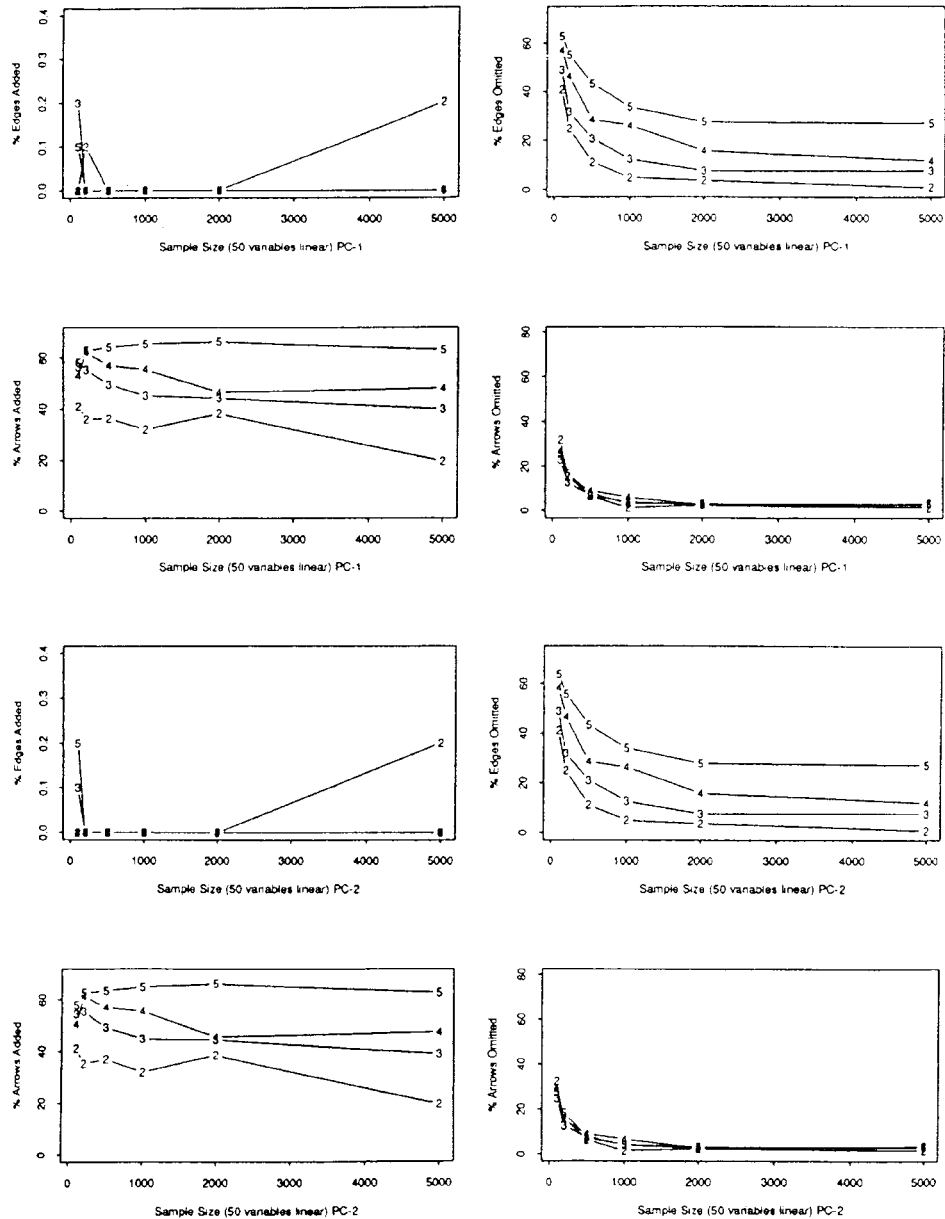 % Edges Added
0.0 0.1 0.2 0.3 0.4
0 1000 2000 3000 4000 5000
Sample Size (50 variables linear) PC-1
% Edges Omitted
0 20 40 60
0 1000 2000 3000 4000 5000
Sample Size (50 variables linear) PC-1
% Arrows Added
0 20 40 60
0 1000 2000 3000 4000 5000
Sample Size (50 variables linear) PC-1
% Arrows Omitted
0 20 40 60 80
0 1000 2000 3000 4000 5000
Sample Size (50 variables linear) PC-1
% Edges Added
0.0 0.1 0.2 0.3 0.4
0 1000 2000 3000 4000 5000
Sample Size (50 variables linear) PC-2
% Edges Omitted
0 20 40 60
0 1000 2000 3000 4000 5000
Sample Size (50 variables linear) PC-2
% Arrows Added
0 20 40 60
0 1000 2000 3000 4000 5000
Sample Size (50 variables linear) PC-2
% Arrows Omitted
0 20 40 60 80
0 1000 2000 3000 4000 5000
Sample Size (50 variables linear) PC-2